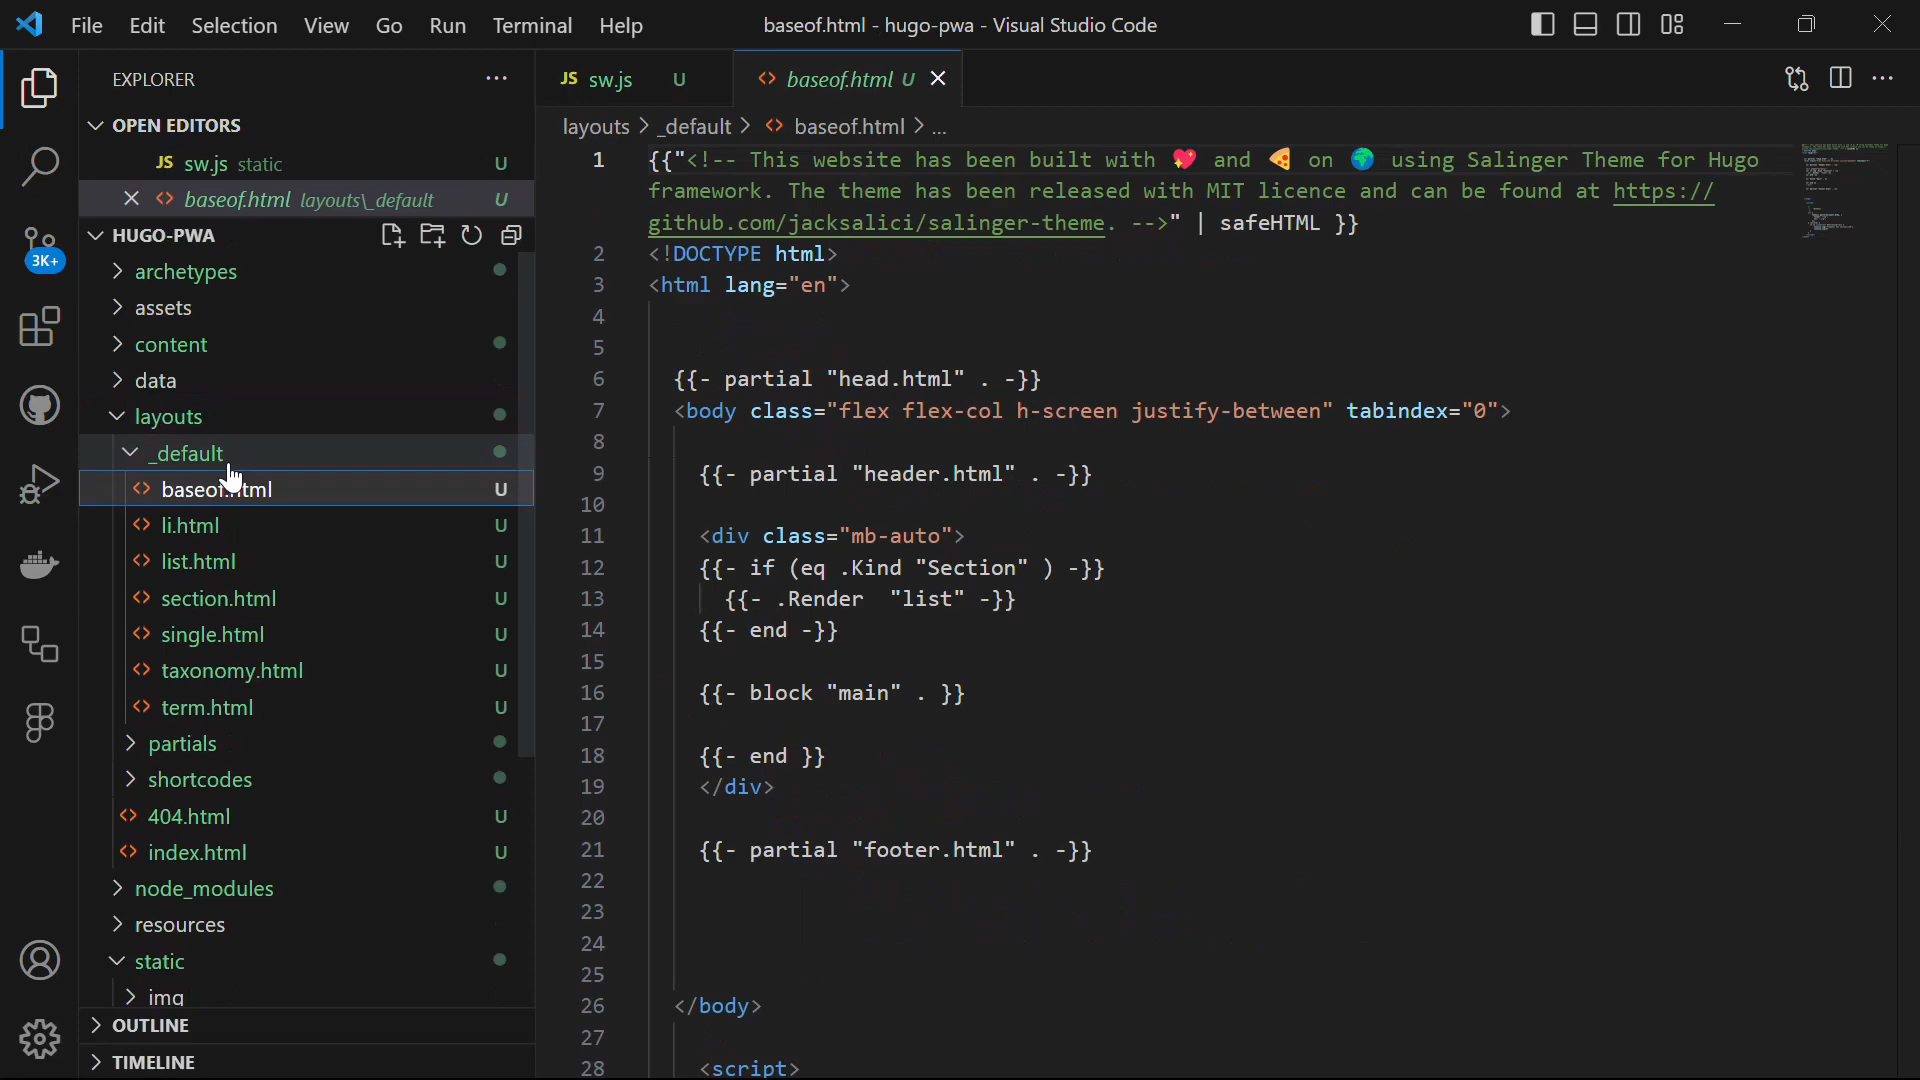 File Edit Selection View Go Run Terminal Help
baseof.html - hugo-pwa - Visual Studio Code
EXPLORER
OPEN EDITORS
JS sw.js static U
baseof.html layouts\_default U
HUGO-PWA
3K+
archetypes
assets
content
data
layouts
_default
baseof.html U
li.html U
list.html U
section.html U
single.html U
taxonomy.html U
term.html U
partials
shortcodes
404.html U
index.html U
node_modules
resources
static
img
OUTLINE
TIMELINE
JS sw.js U
baseof.html U
layouts > _default > baseof.html > ...
1 {{"<!-- This website has been built with 💖 and 🍕 on 🌍 using Salinger Theme for Hugo
framework. The theme has been released with MIT licence and can be found at https://
github.com/jacksalici/salinger-theme. -->" | safeHTML }}
2 <!DOCTYPE html>
3 <html lang="en">
4
5
6 {{- partial "head.html" . -}}
7 <body class="flex flex-col h-screen justify-between" tabindex="0">
8
9 {{- partial "header.html" . -}}
10
11 <div class="mb-auto">
12 {{- if (eq .Kind "Section" ) -}}
13 {{- .Render  "list" -}}
14 {{- end -}}
15
16 {{- block "main" . }}
17
18 {{- end }}
19 </div>
20
21 {{- partial "footer.html" . -}}
22
23
24
25
26 </body>
27
28 <script>